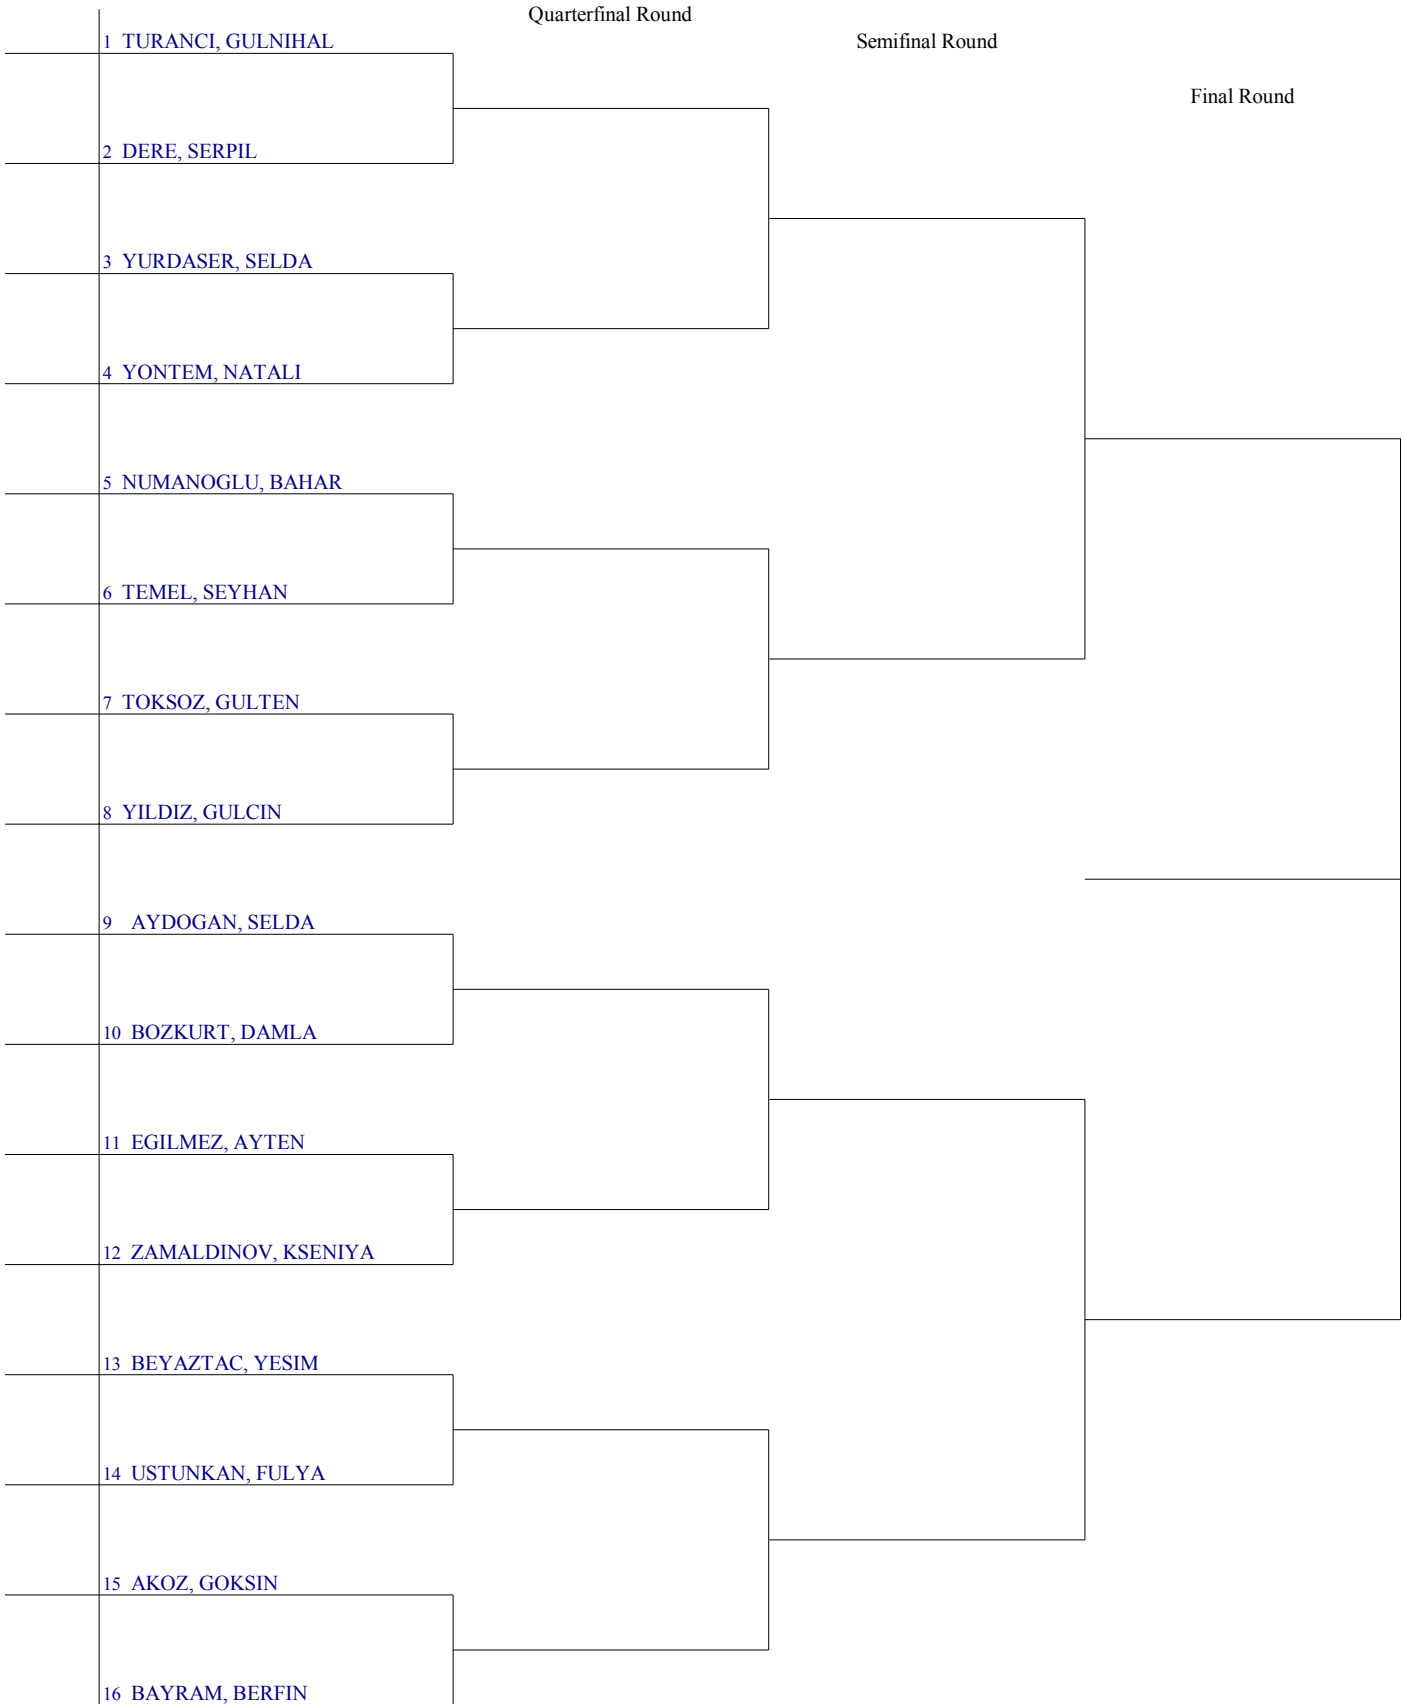 Quarterfinal Round
1 TURANCI, GULNIHAL
Semifinal Round
Final Round
2 DERE, SERPIL
3 YURDASER, SELDA
4 YONTEM, NATALI
5 NUMANOGLU, BAHAR
6 TEMEL, SEYHAN
7 TOKSOZ, GULTEN
8 YILDIZ, GULCIN
9 AYDOGAN, SELDA
10 BOZKURT, DAMLA
11 EGILMEZ, AYTEN
12 ZAMALDINOV, KSENIYA
13 BEYAZTAC, YESIM
14 USTUNKAN, FULYA
15 AKOZ, GOKSIN
16 BAYRAM, BERFIN